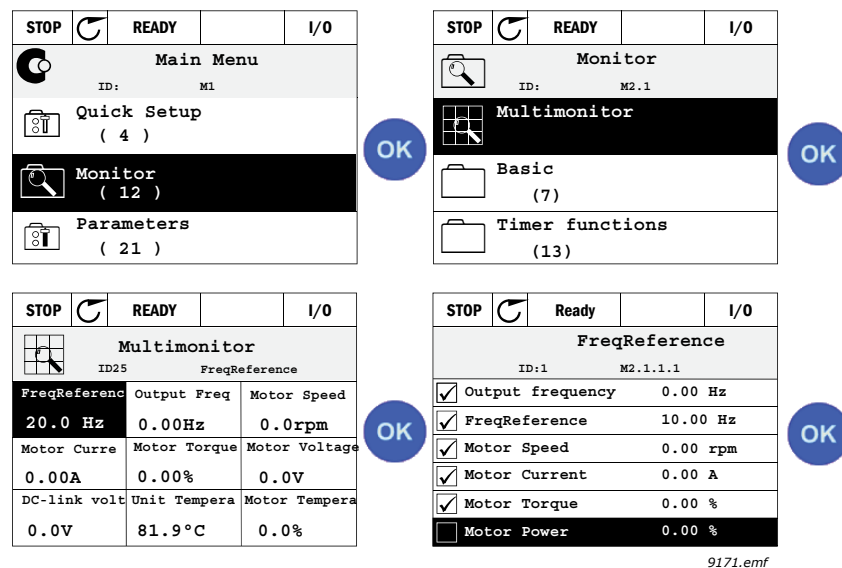 STOP READY I/O
Main Menu
ID: M1
Quick Setup
( 4 )
Monitor
( 12 )
Parameters
( 21 )
OK
STOP READY I/O
Monitor
ID: M2.1
Multimonitor
Basic
(7)
Timer functions
(13)
OK
STOP READY I/O
Multimonitor
ID25 FreqReference
FreqReferenc Output Freq Motor Speed
20.0 Hz 0.00Hz 0.0rpm
Motor Curre Motor Torque Motor Voltage
0.00A 0.00% 0.0V
DC-link volt Unit Tempera Motor Tempera
0.0V 81.9°C 0.0%
OK
STOP Ready I/O
FreqReference
ID:1 M2.1.1.1
Output frequency 0.00 Hz
FreqReference 10.00 Hz
Motor Speed 0.00 rpm
Motor Current 0.00 A
Motor Torque 0.00 %
Motor Power 0.00 %
OK
9171.emf